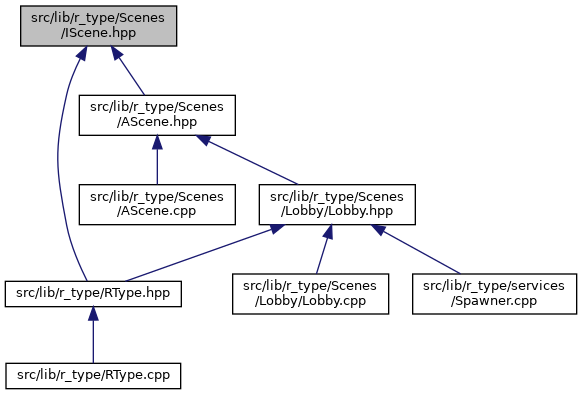 src/lib/r_type/Scenes
/IScene.hpp
src/lib/r_type/Scenes
/AScene.hpp
src/lib/r_type/Scenes
/AScene.cpp
src/lib/r_type/Scenes
/Lobby/Lobby.hpp
src/lib/r_type/RType.hpp
src/lib/r_type/Scenes
/Lobby/Lobby.cpp
src/lib/r_type/services
/Spawner.cpp
src/lib/r_type/RType.cpp